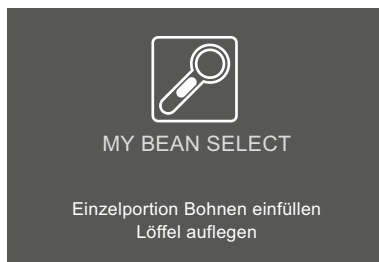 MY BEAN SELECT
Einzelportion Bohnen einfüllen
Löffel auflegen